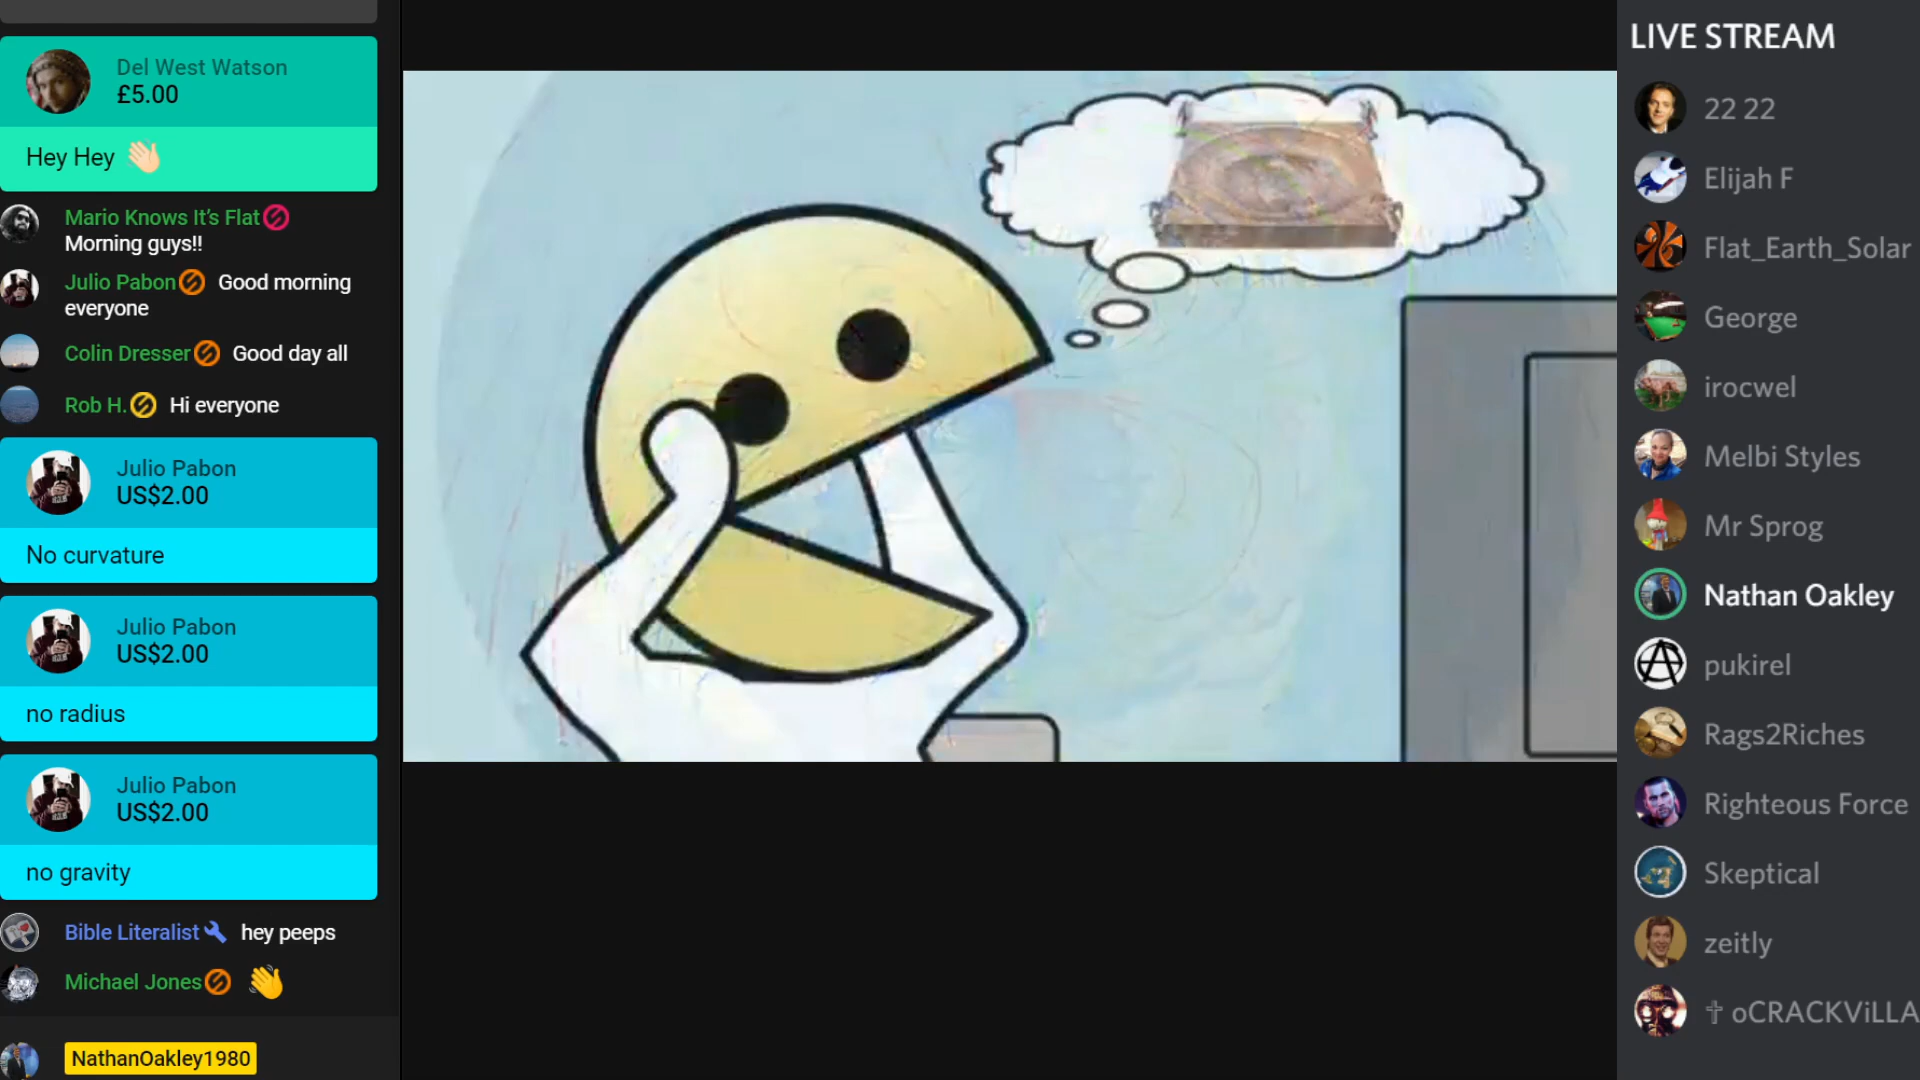 Del West Watson
£5.00
Hey Hey 👋🏻
Mario Knows It's Flat
Morning guys!!
Julio Pabon Good morning
everyone
Colin Dresser Good day all
Rob H. Hi everyone
Julio Pabon
US$2.00
No curvature
Julio Pabon
US$2.00
no radius
Julio Pabon
US$2.00
no gravity
Bible Literalist hey peeps
Michael Jones 👋
NathanOakley1980
LIVE STREAM
22 22
Elijah F
Flat_Earth_Solar
George
irocwel
Melbi Styles
Mr Sprog
Nathan Oakley
pukirel
Rags2Riches
Righteous Force
Skeptical
zeitly
✝ oCRACKViLLA